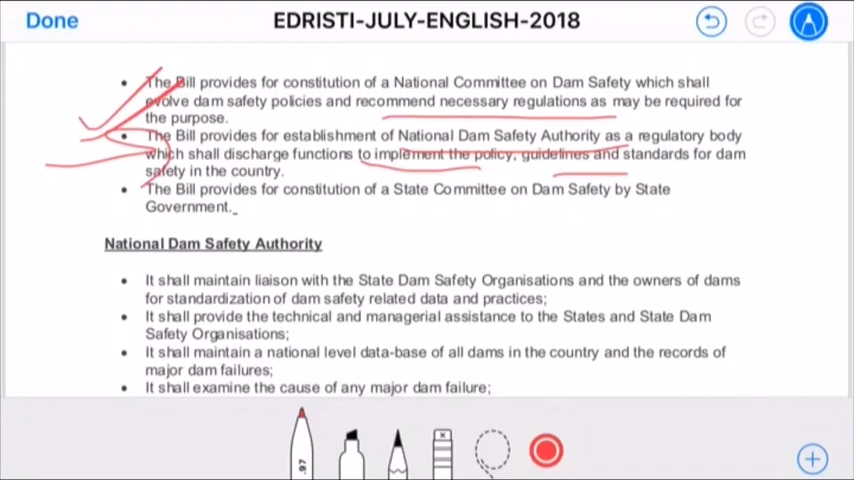 Done
EDRISTI-JULY-ENGLISH-2018
The Bill provides for constitution of a National Committee on Dam Safety which shall
evolve dam safety policies and recommend necessary regulations as may be required for
the purpose.
The Bill provides for establishment of National Dam Safety Authority as a regulatory body
which shall discharge functions to implement the policy, guidelines and standards for dam
safety in the country.
The Bill provides for constitution of a State Committee on Dam Safety by State
Government.
National Dam Safety Authority
It shall maintain liaison with the State Dam Safety Organisations and the owners of dams
for standardization of dam safety related data and practices;
It shall provide the technical and managerial assistance to the States and State Dam
Safety Organisations;
It shall maintain a national level data-base of all dams in the country and the records of
major dam failures;
It shall examine the cause of any major dam failure;
.97